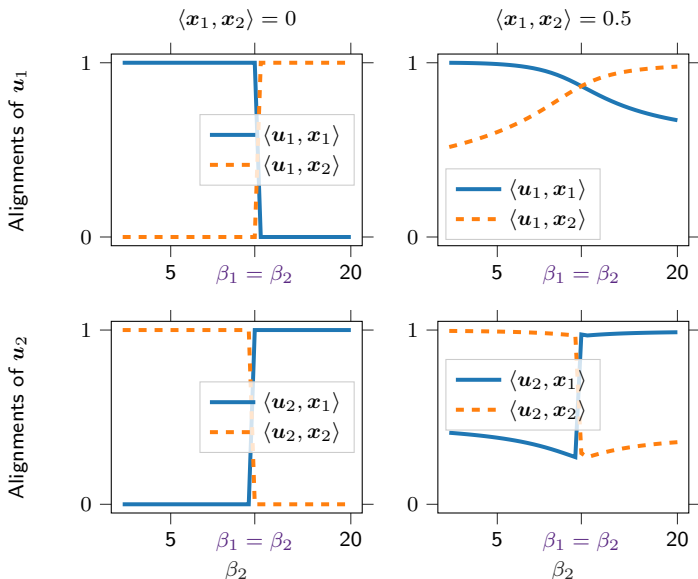 ⟨x₁, x₂⟩ = 0
⟨x₁, x₂⟩ = 0.5
Alignments of u₁
1
0
⟨u₁, x₁⟩
⟨u₁, x₂⟩
5
β₁ = β₂
20
1
0
⟨u₁, x₁⟩
⟨u₁, x₂⟩
5
β₁ = β₂
20
Alignments of u₂
1
0
⟨u₂, x₁⟩
⟨u₂, x₂⟩
5
β₁ = β₂
20
β₂
1
0
⟨u₂, x₁⟩
⟨u₂, x₂⟩
5
β₁ = β₂
20
β₂